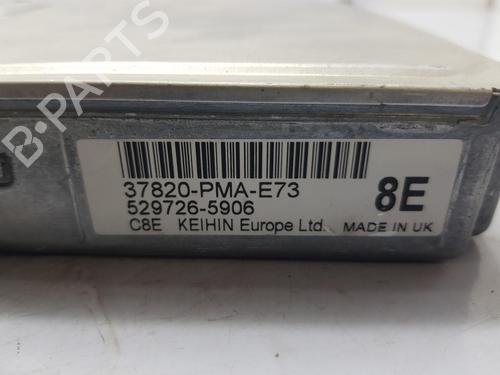 B-PARTS
37820-PMA-E73
529726-5906
8E
C8E KEIHIN Europe Ltd. MADE IN UK